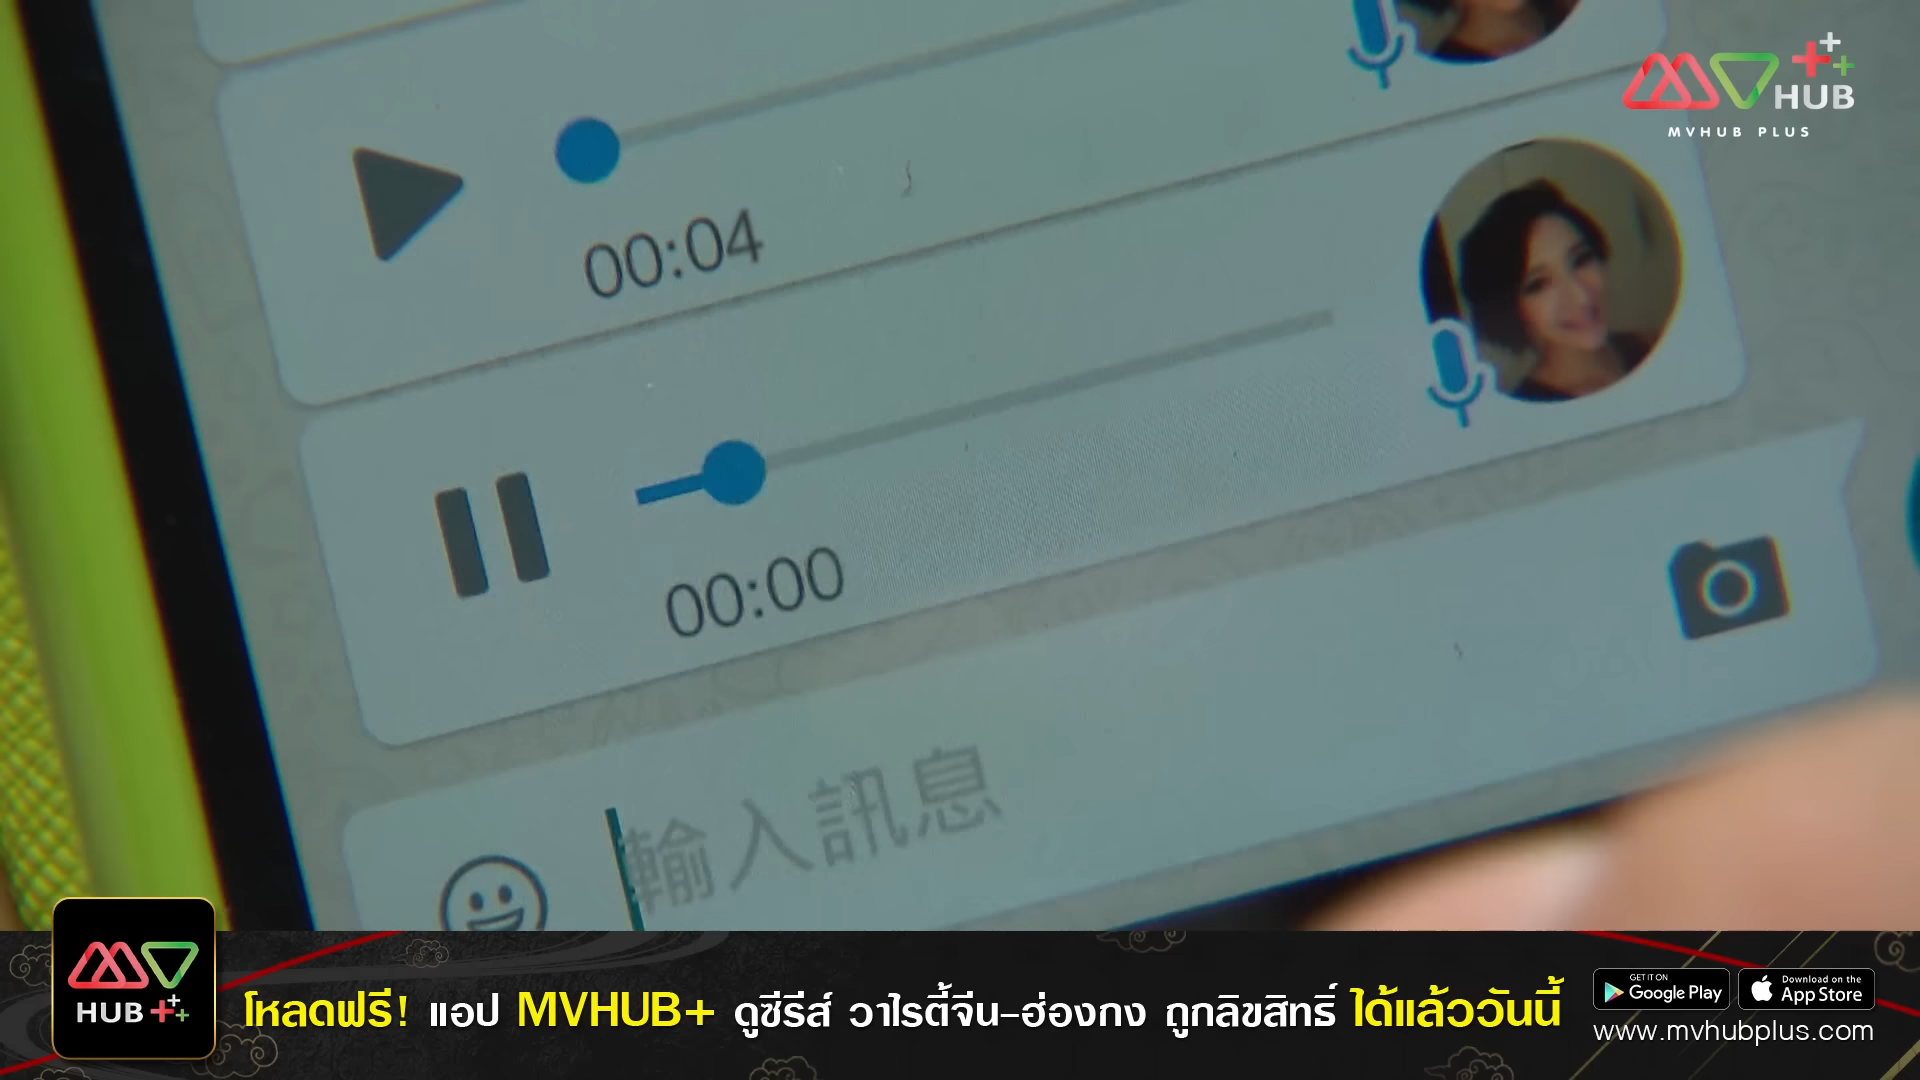 MV HUB
MVHUB PLUS
00:04
00:00
輸入訊息
HUB
โหลดฟรี! แอป MVHUB+ ดูซีรีส์ วาไรตี้จีน-ฮ่องกง ถูกลิขสิทธิ์ ได้แล้ววันนี้
GET IT ON
Google Play
Download on the
App Store
www.mvhubplus.com